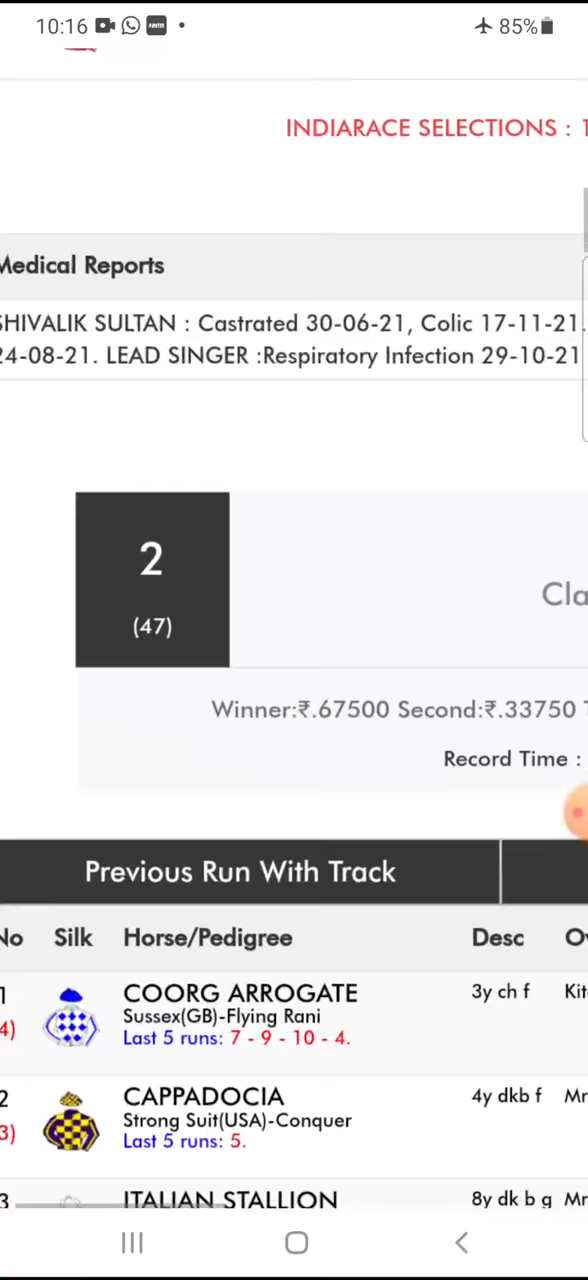 10:16 85%
INDIARACE SELECTIONS : 1
Medical Reports
SHIVALIK SULTAN : Castrated 30-06-21, Colic 17-11-21.
24-08-21. LEAD SINGER :Respiratory Infection 29-10-21
2
(47)
Cla
Winner:₹.67500 Second:₹.33750 T
Record Time :
Previous Run With Track
No Silk Horse/Pedigree Desc Ov
1 COORG ARROGATE 3y ch f Kit
4) Sussex(GB)-Flying Rani
Last 5 runs: 7 - 9 - 10 - 4.
2 CAPPADOCIA 4y dkb f Mr
3) Strong Suit(USA)-Conquer
Last 5 runs: 5.
3 ITALIAN STALLION 8y dk b g Mr